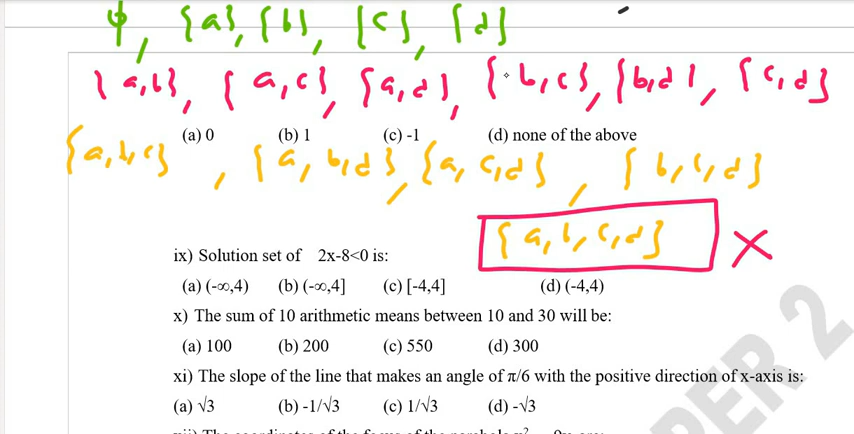 φ, {a}, {b}, {c}, {d}
{a,b}, {a,c}, {a,d}, {b,c}, {b,d}, {c,d}
(a) 0 (b) 1 (c) -1 (d) none of the above
{a,b,c}, {a,b,d}, {a,c,d}, {b,c,d}
{a,b,c,d} ×
ix) Solution set of 2x-8<0 is:
(a) (-∞,4) (b) (-∞,4] (c) [-4,4] (d) (-4,4)
x) The sum of 10 arithmetic means between 10 and 30 will be:
(a) 100 (b) 200 (c) 550 (d) 300
xi) The slope of the line that makes an angle of π/6 with the positive direction of x-axis is:
(a) √3 (b) -1/√3 (c) 1/√3 (d) -√3
PER 2